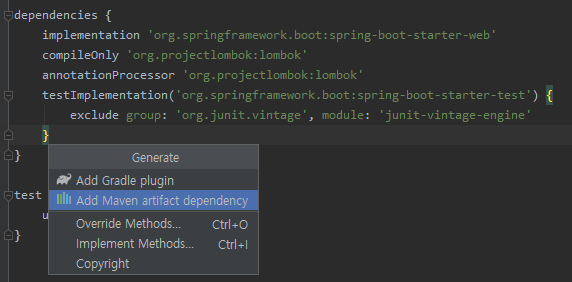 dependencies {
implementation 'org.springframework.boot:spring-boot-starter-web'
compileOnly 'org.projectlombok:lombok'
annotationProcessor 'org.projectlombok:lombok'
testImplementation('org.springframework.boot:spring-boot-starter-test') {
exclude group: 'org.junit.vintage', module: 'junit-vintage-engine'
}
}
Generate
Add Gradle plugin
test
Add Maven artifact dependency
u
Override Methods... Ctrl+O
}
Implement Methods... Ctrl+I
Copyright